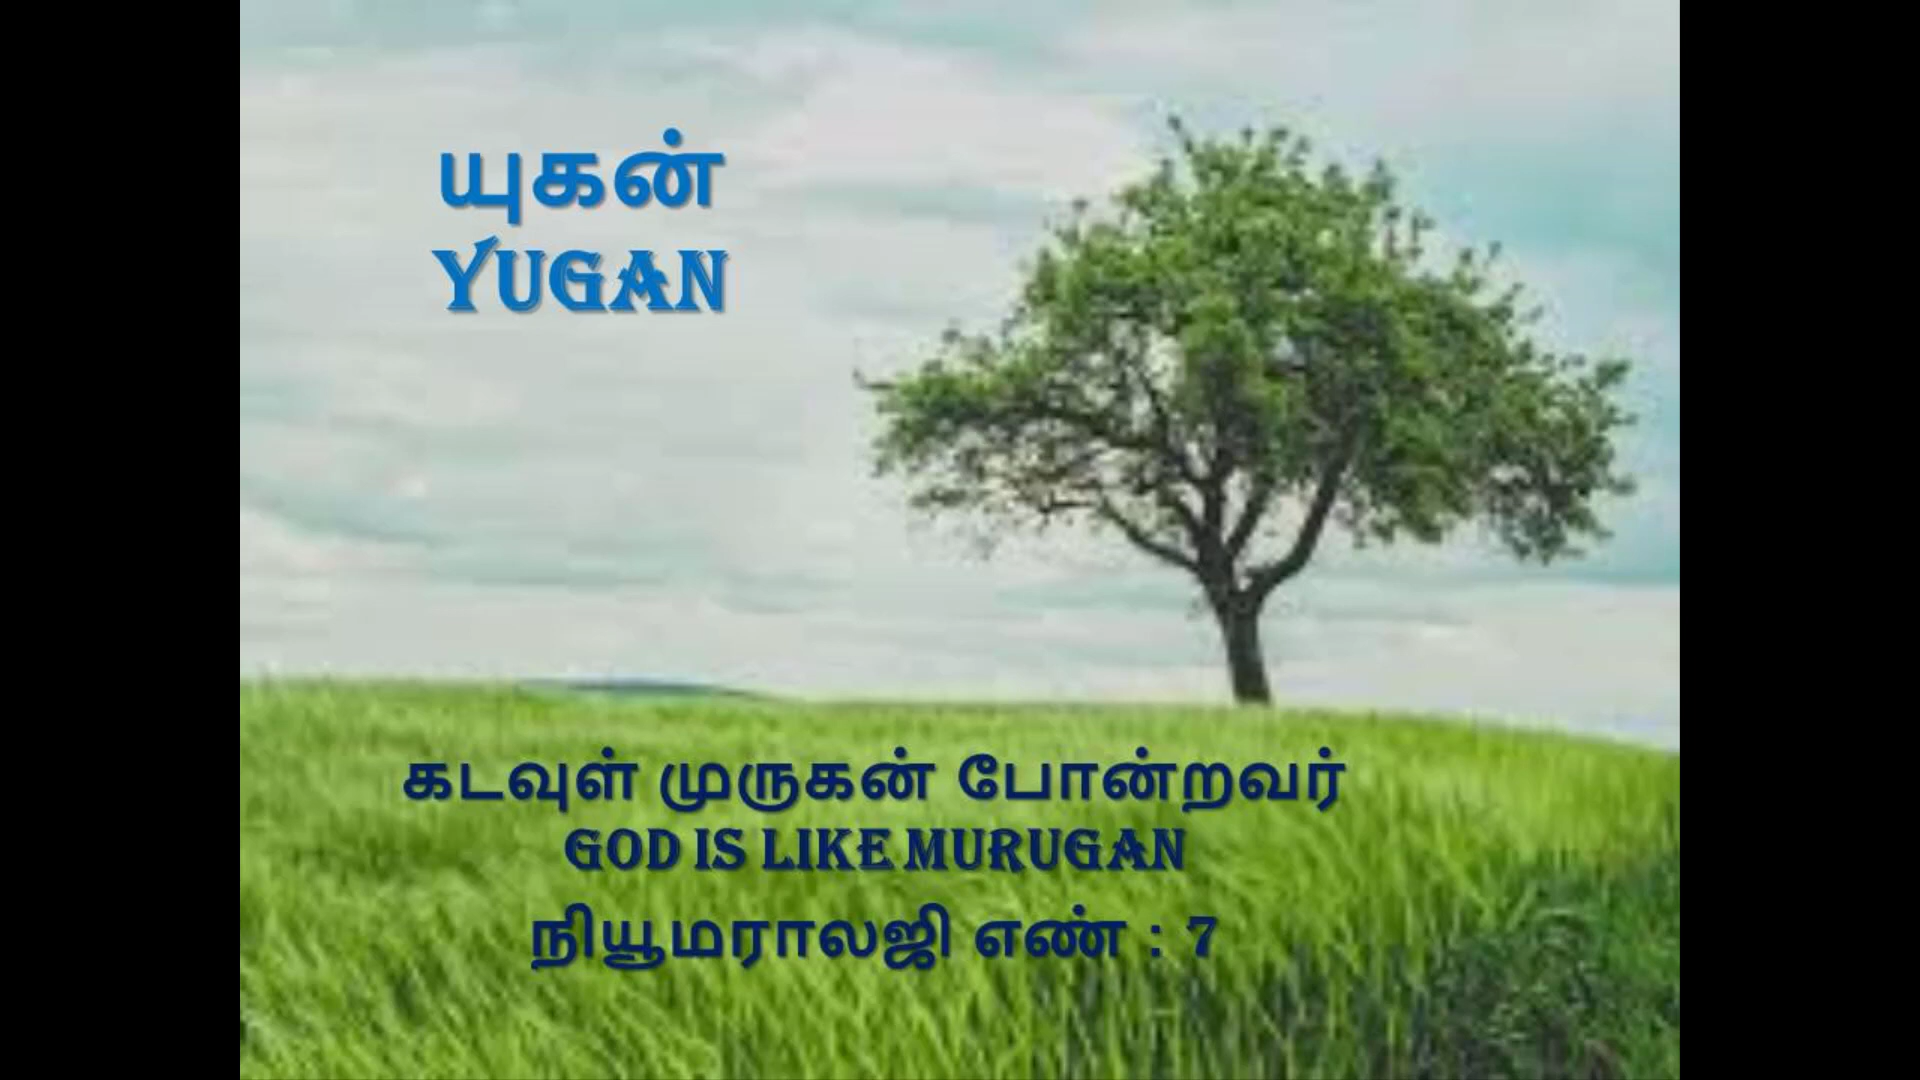 யுகன்
YUGAN
கடவுள் முருகன் போன்றவர்
GOD IS LIKE MURUGAN
நியூமராலஜி எண் : 7